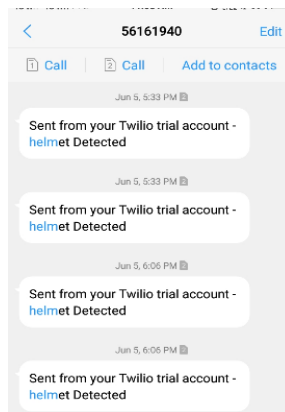 56161940
Edit
1 Call
2 Call
Add to contacts
Jun 5, 5:33 PM
Sent from your Twilio trial account -
helmet Detected
Jun 5, 5:33 PM
Sent from your Twilio trial account -
helmet Detected
Jun 5, 6:06 PM
Sent from your Twilio trial account -
helmet Detected
Jun 5, 6:06 PM
Sent from your Twilio trial account -
helmet Detected